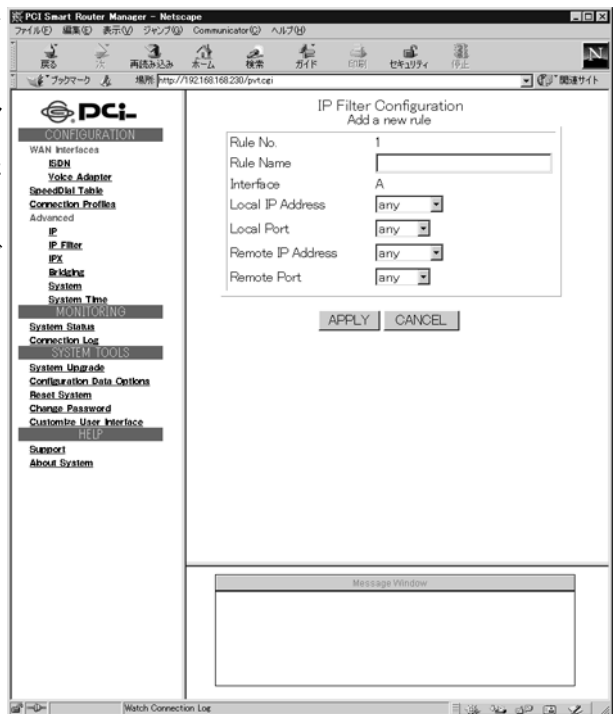 PCI Smart Router Manager - Netscape
ファイル(F) 編集(E) 表示(V) ジャンプ(G) Communicator(C) ヘルプ(H)
戻る 次 再読み込み ホーム 検索 ガイド 印刷 セキュリティ 停止
N
ブックマーク 場所: http://192.168.168.230/pvt.cgi 関連サイト
PCi
CONFIGURATION
WAN Interfaces
ISDN
Voice Adapter
SpeedDial Table
Connection Profiles
Advanced
IP
IP Filter
IPX
Bridging
System
System Time
MONITORING
System Status
Connection Log
SYSTEM TOOLS
System Upgrade
Configuration Data Options
Reset System
Change Password
Customize User Interface
HELP
Support
About System
IP Filter Configuration
Add a new rule
Rule No. 1
Rule Name
Interface A
Local IP Address any
Local Port any
Remote IP Address any
Remote Port any
APPLY CANCEL
Message Window
Watch Connection Log